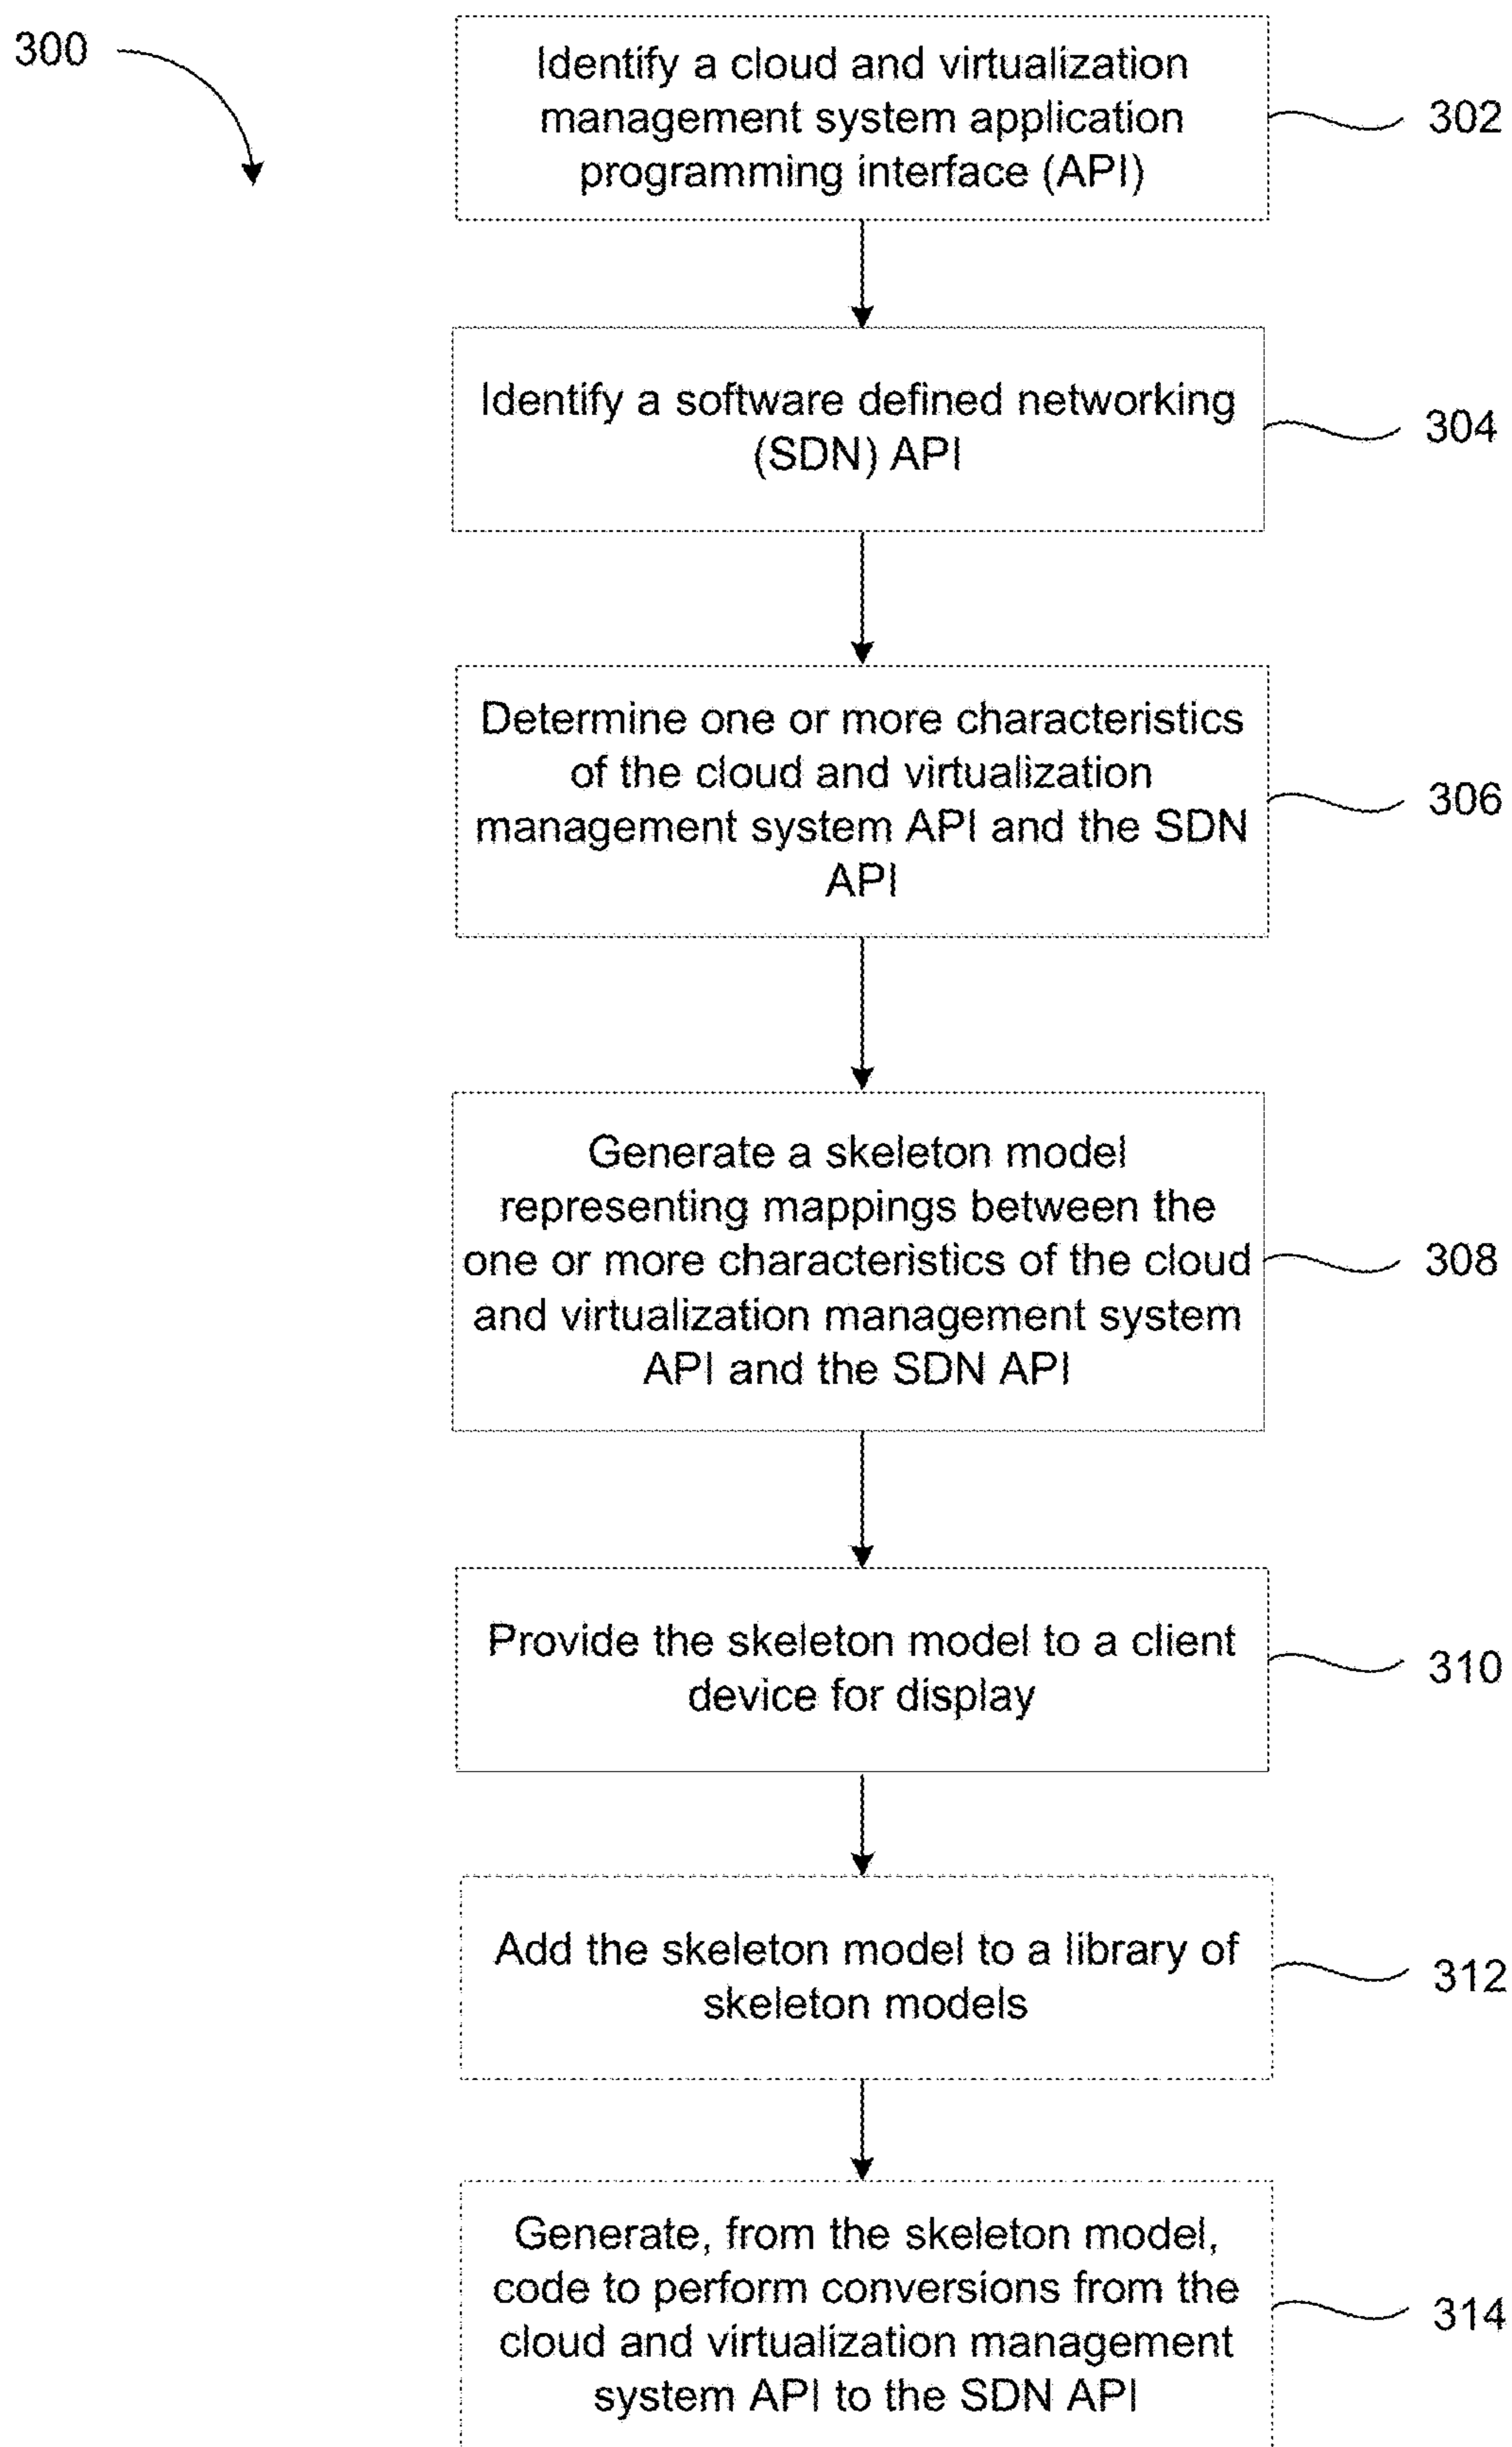 300
Identify a cloud and virtualization
management system application
programming interface (API)
302
Identify a software defined networking
(SDN) API
304
Determine one or more characteristics
of the cloud and virtualization
management system API and the SDN
API
306
Generate a skeleton model
representing mappings between the
one or more characteristics of the cloud
and virtualization management system
API and the SDN API
308
Provide the skeleton model to a client
device for display
310
Add the skeleton model to a library of
skeleton models
312
Generate, from the skeleton model,
code to perform conversions from the
cloud and virtualization management
system API to the SDN API
314